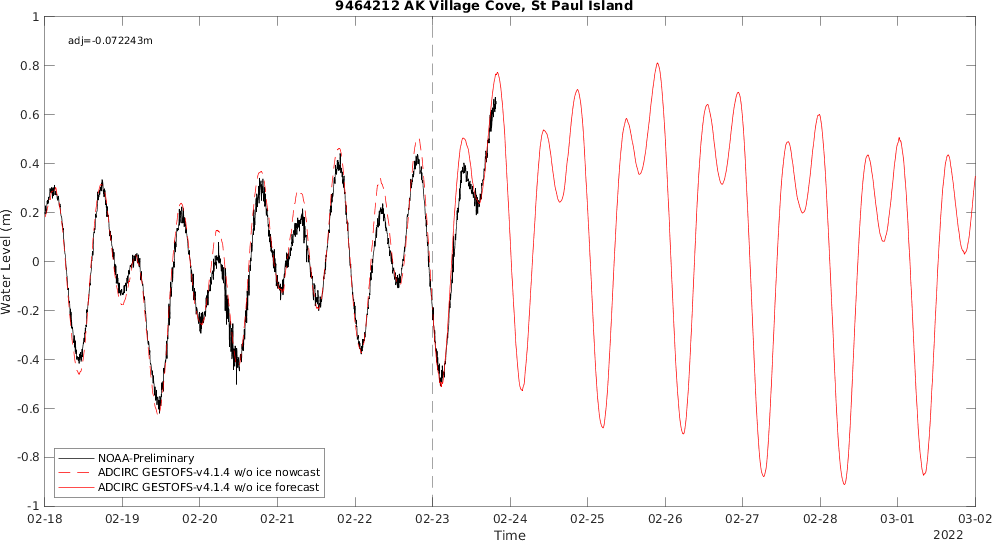 9464212 AK Village Cove, St Paul Island
adj=-0.072243m
Water Level (m)
1
0.8
0.6
0.4
0.2
0
-0.2
-0.4
-0.6
-0.8
-1
NOAA-Preliminary
ADCIRC GESTOFS-v4.1.4 w/o ice nowcast
ADCIRC GESTOFS-v4.1.4 w/o ice forecast
02-18 02-19 02-20 02-21 02-22 02-23 02-24 02-25 02-26 02-27 02-28 03-01 03-02
Time
2022